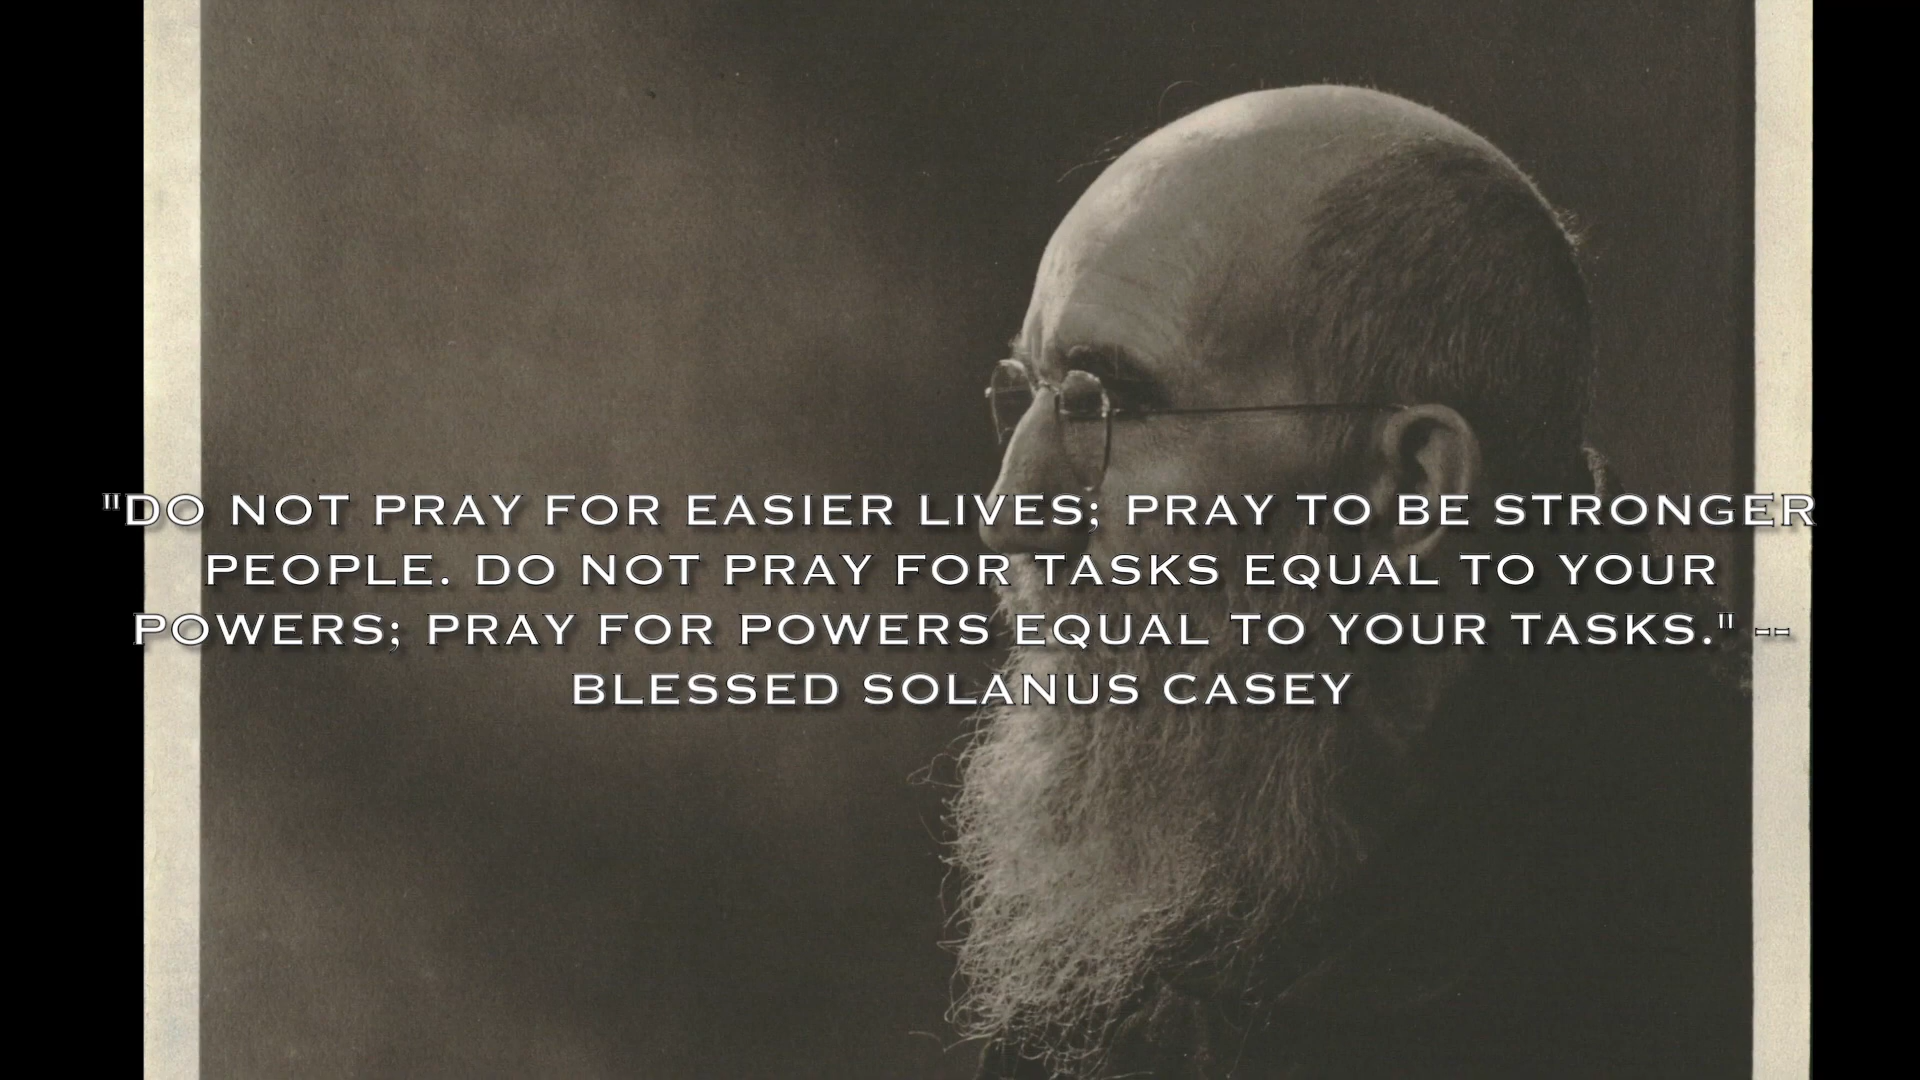 "DO NOT PRAY FOR EASIER LIVES; PRAY TO BE STRONGER
PEOPLE. DO NOT PRAY FOR TASKS EQUAL TO YOUR
POWERS; PRAY FOR POWERS EQUAL TO YOUR TASKS." --
BLESSED SOLANUS CASEY